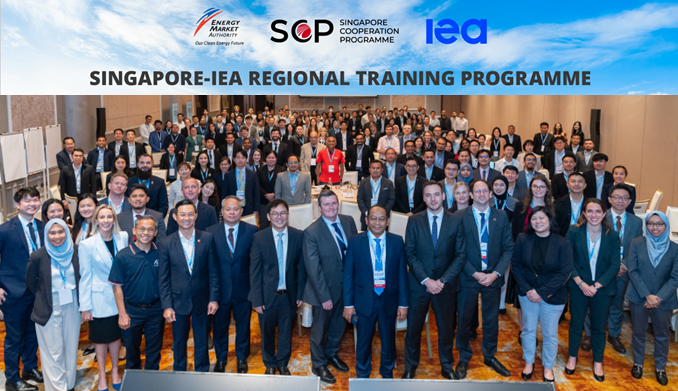 ENERGY
MARKET
AUTHORITY
Our Clean Energy Future
SCP
SINGAPORE
COOPERATION
PROGRAMME
iea
SINGAPORE-IEA REGIONAL TRAINING PROGRAMME